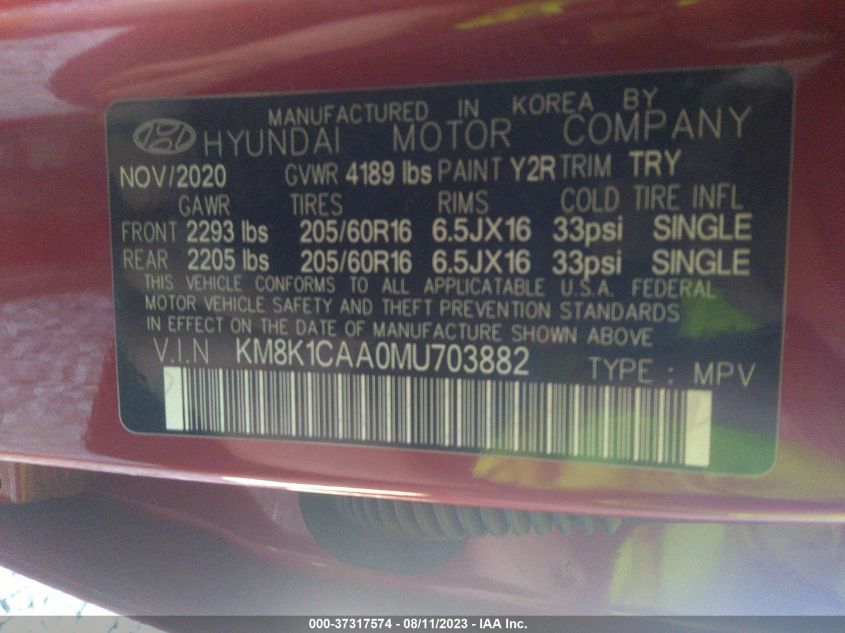 MANUFACTURED IN KOREA BY
HYUNDAI MOTOR COMPANY
NOV/2020 GVWR 4189 lbs PAINT Y2R TRIM TRY
GAWR TIRES RIMS COLD TIRE INFL
FRONT 2293 lbs 205/60R16 6.5JX16 33psi SINGLE
REAR 2205 lbs 205/60R16 6.5JX16 33psi SINGLE
THIS VEHICLE CONFORMS TO ALL APPLICATABLE U.S.A. FEDERAL
MOTOR VEHICLE SAFETY AND THEFT PREVENTION STANDARDS
IN EFFECT ON THE DATE OF MANUFACTURE SHOWN ABOVE
V.I.N KM8K1CAA0MU703882 TYPE : MPV
000-37317574 - 08/11/2023 - IAA Inc.